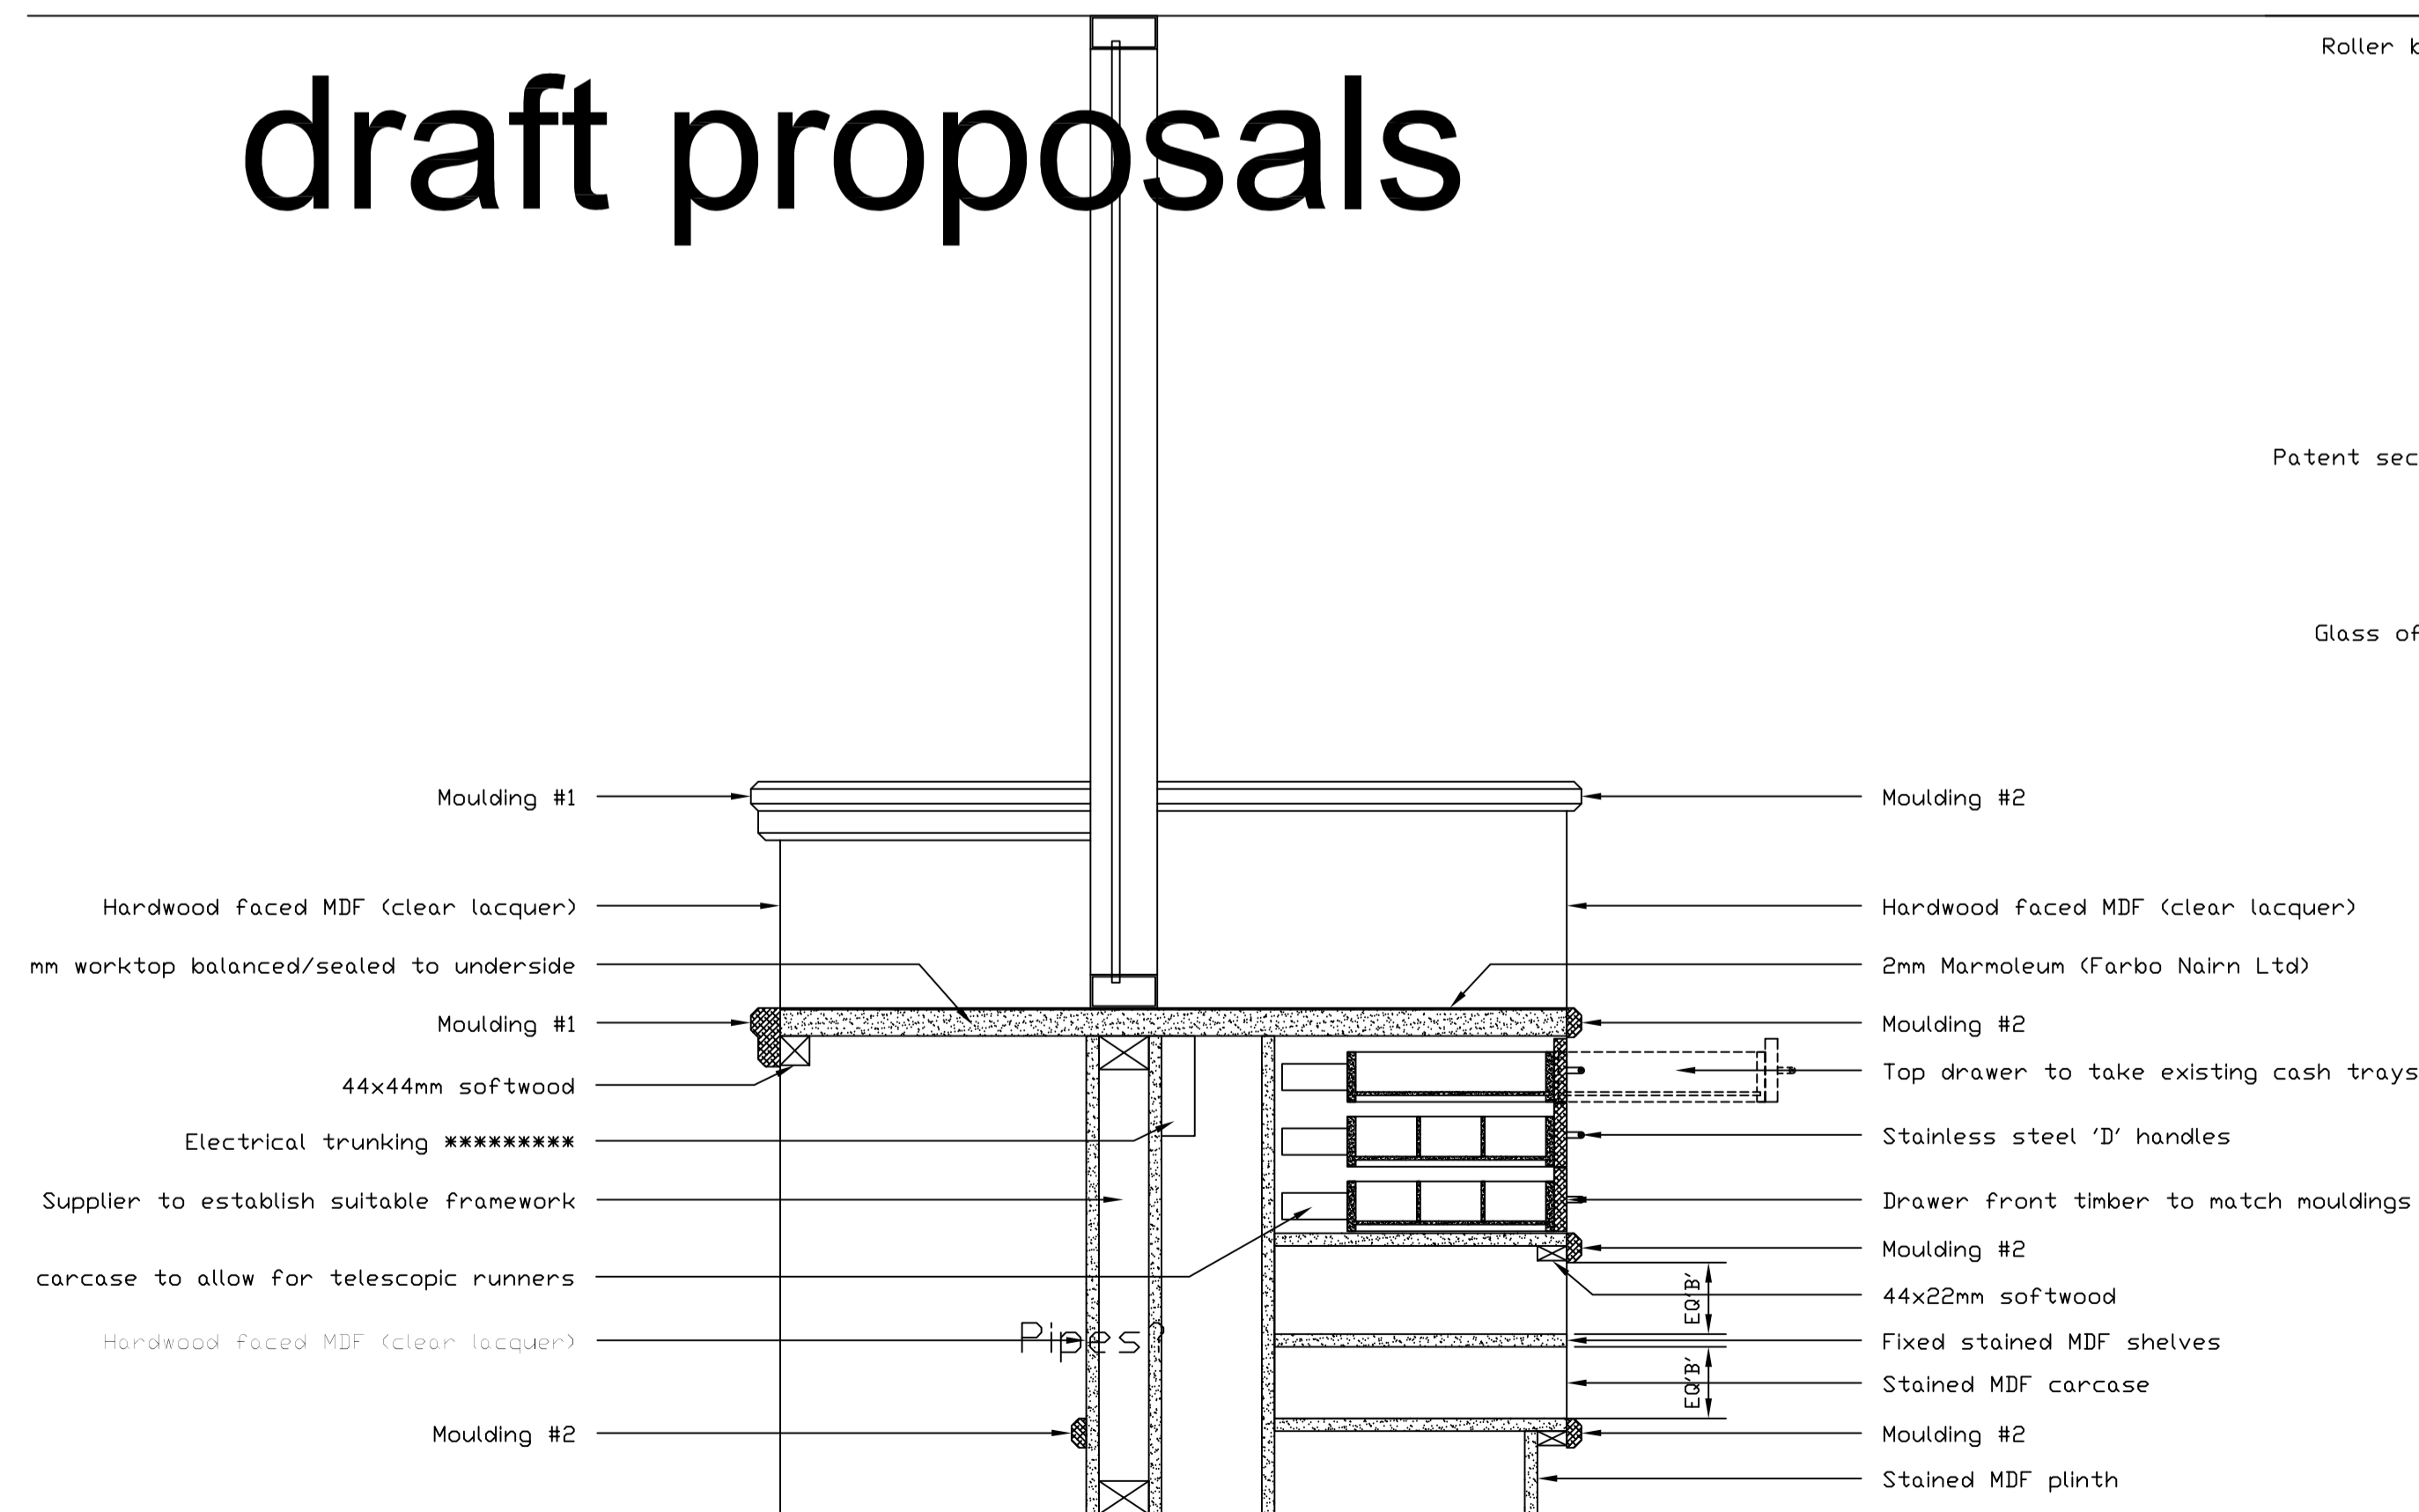 Roller b
draft proposals
Patent sec
Glass of
Moulding #1
Moulding #2
Hardwood faced MDF (clear lacquer)
Hardwood faced MDF (clear lacquer)
mm worktop balanced/sealed to underside
2mm Marmoleum (Farbo Nairn Ltd)
Moulding #1
Moulding #2
Top drawer to take existing cash trays
44x44mm softwood
Electrical trunking *********
Stainless steel 'D' handles
Supplier to establish suitable framework
Drawer front timber to match mouldings
Moulding #2
carcase to allow for telescopic runners
EQ'B'
44x22mm softwood
Hardwood faced MDF (clear lacquer)
Pipes?
Fixed stained MDF shelves
EQ'B'
Stained MDF carcase
Moulding #2
Moulding #2
Stained MDF plinth